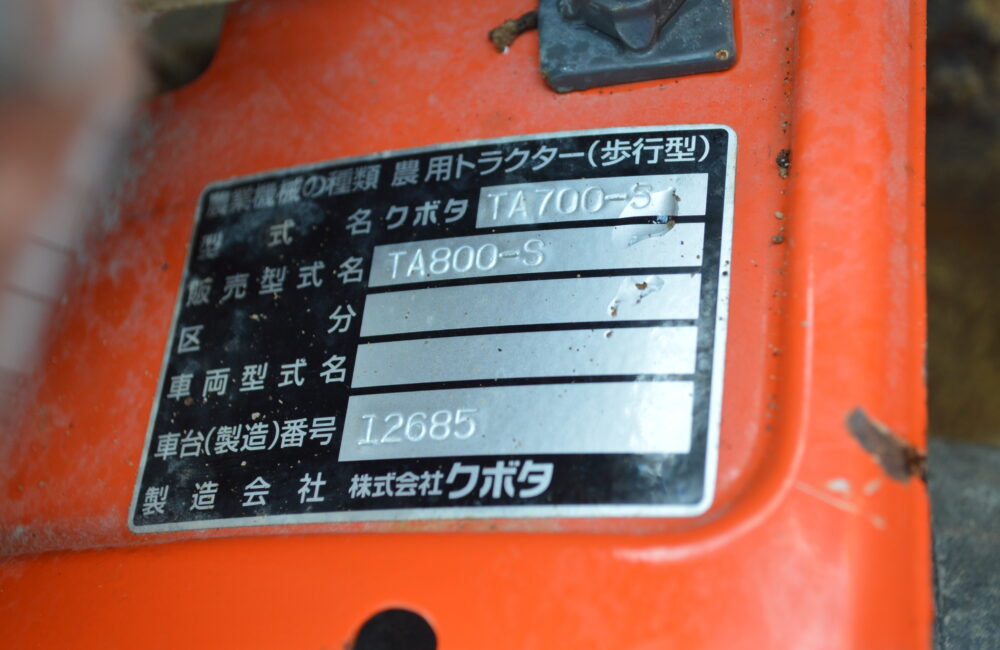 農業機械の種類 農用トラクター(歩行型)
型式名 クボタ TA700-S
販売型式名 TA800-S
区分
車両型式名
車台(製造)番号 12685
製造会社 株式会社クボタ